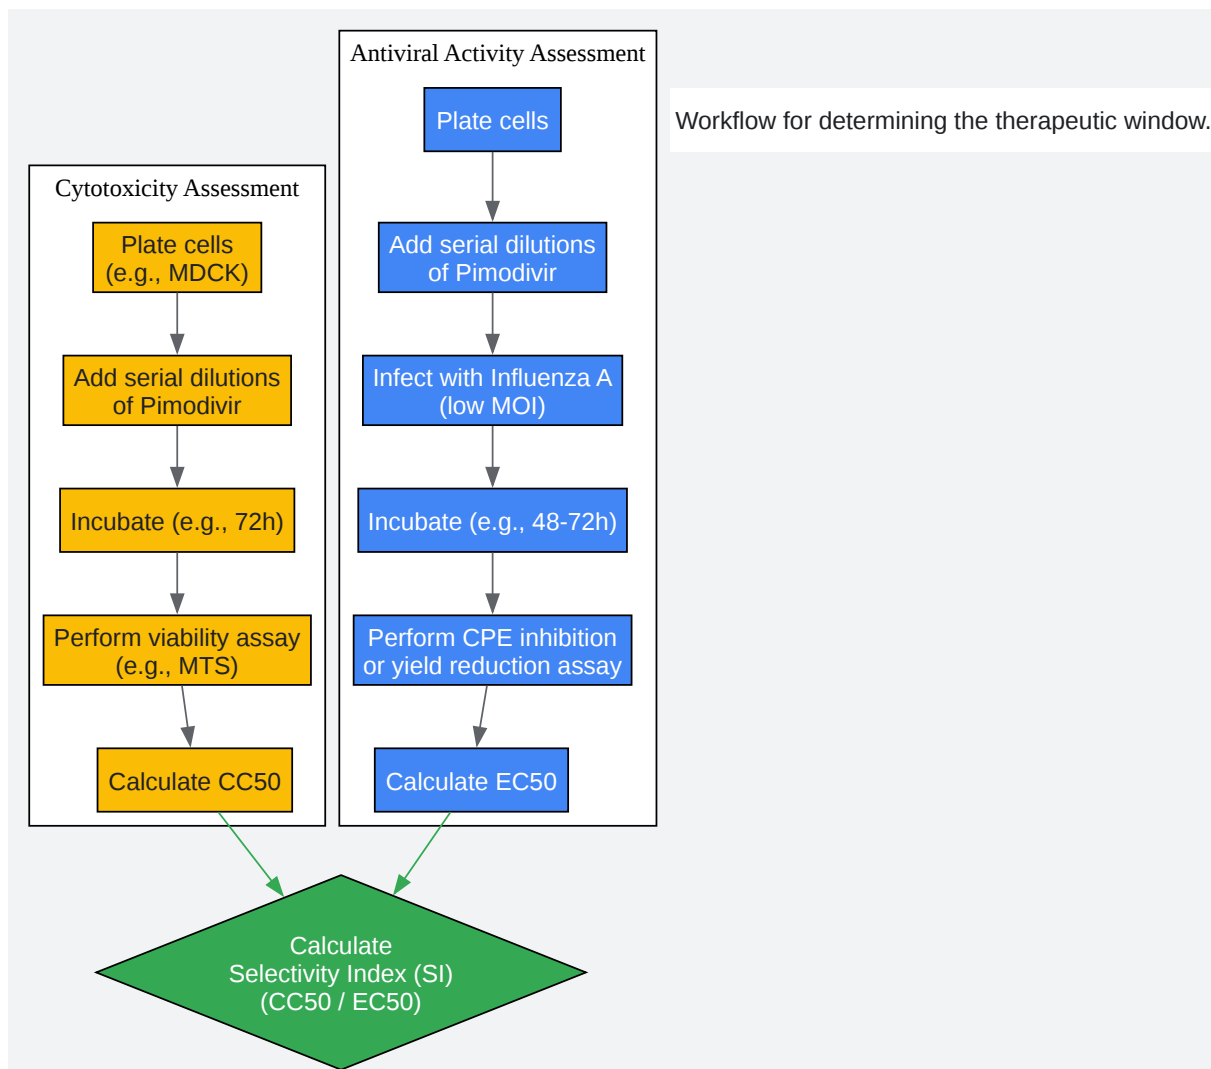 Cytotoxicity Assessment
Plate cells
(e.g., MDCK)
Add serial dilutions
of Pimodivir
Incubate (e.g., 72h)
Perform viability assay
(e.g., MTS)
Calculate CC50
Antiviral Activity Assessment
Plate cells
Add serial dilutions
of Pimodivir
Infect with Influenza A
(low MOI)
Incubate (e.g., 48-72h)
Perform CPE inhibition
or yield reduction assay
Calculate EC50
Calculate
Selectivity Index (SI)
(CC50 / EC50)
Workflow for determining the therapeutic window.